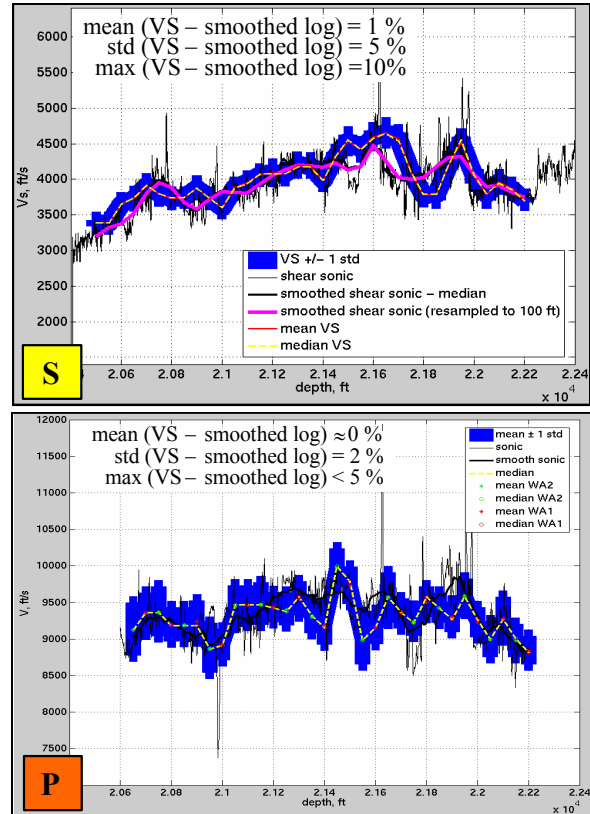 mean (VS – smoothed log) = 1 %
std (VS – smoothed log) = 5 %
max (VS – smoothed log) =10%
6000
5500
5000
4500
4000
3500
3000
2500
2000
Vs, ft/s
VS +/− 1 std
shear sonic
smoothed shear sonic − median
smoothed shear sonic (resampled to 100 ft)
mean VS
median VS
S
2.06 2.08 2.1 2.12 2.14 2.16 2.18 2.2 2.22 2.24
depth, ft
x 10⁴
mean (VS – smoothed log) ≈0 %
std (VS – smoothed log) = 2 %
max (VS – smoothed log) < 5 %
12000
11500
11000
10500
10000
9500
9000
8500
8000
7500
V, ft/s
mean ± 1 std
sonic
smooth sonic
median
mean WA2
median WA2
mean WA1
median WA1
P
2.06 2.08 2.1 2.12 2.14 2.16 2.18 2.2 2.22 2.24
depth, ft
x 10⁴